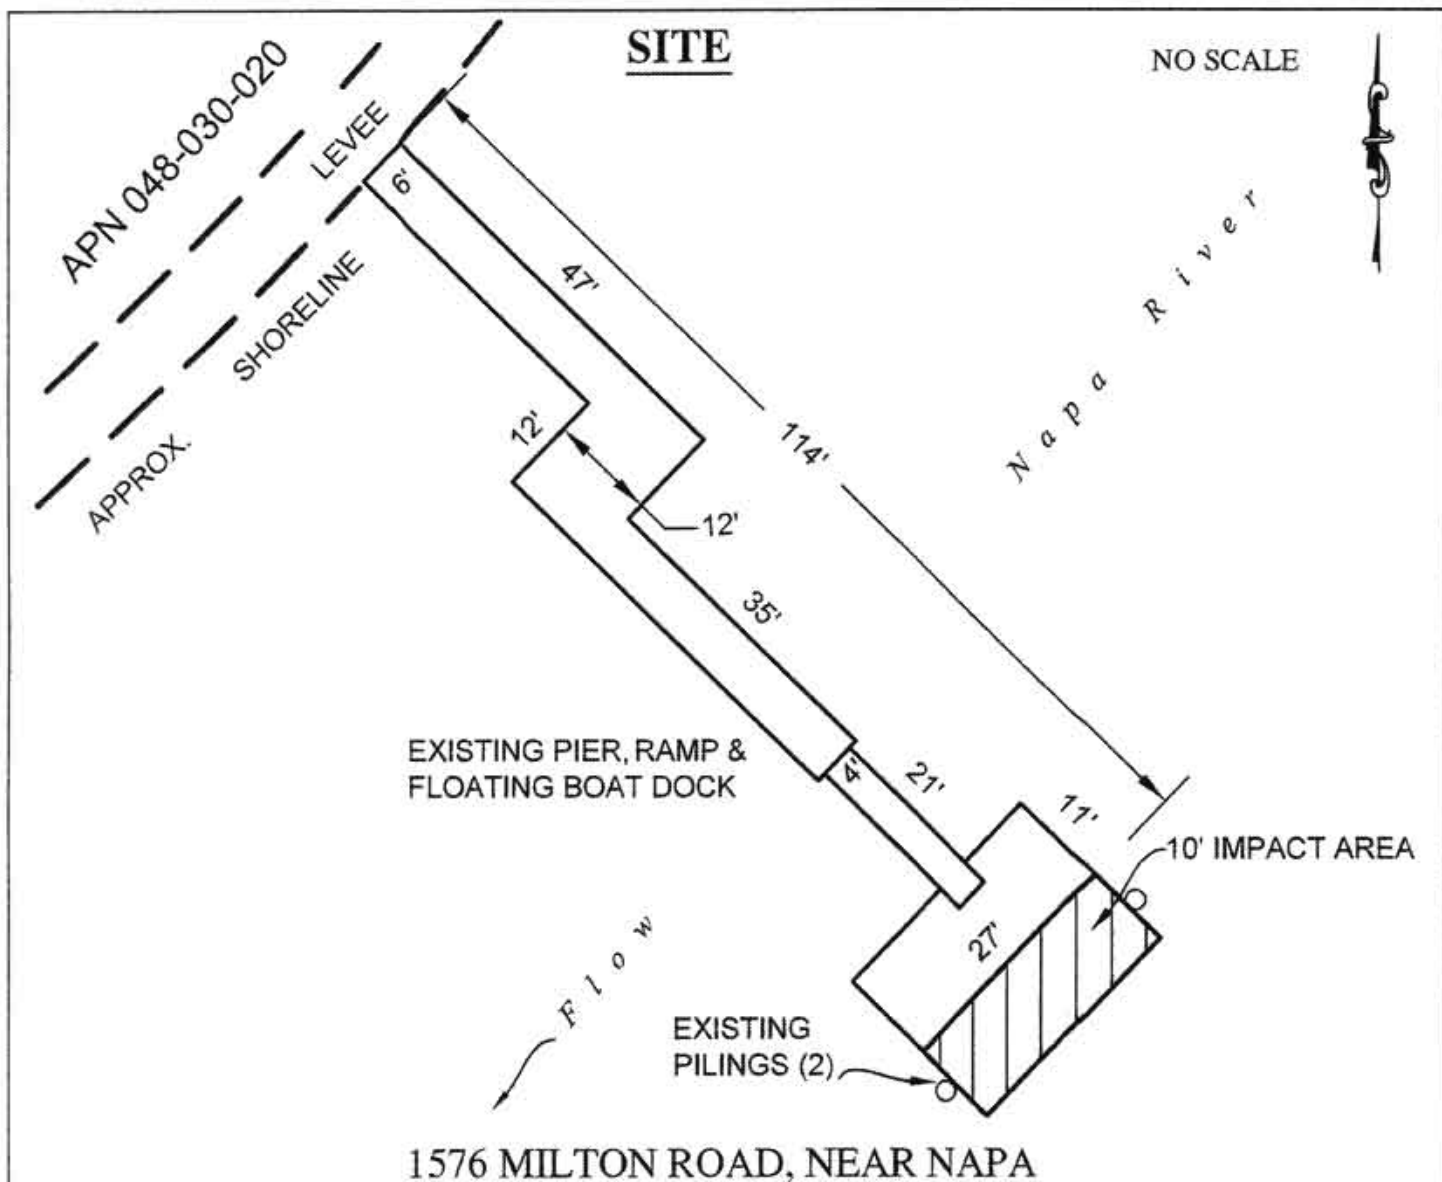 SITE
NO SCALE
APN 048-030-020
LEVEE
6'
47'
SHORELINE
APPROX.
Napa River
114'
12'
12'
35'
EXISTING PIER, RAMP &
FLOATING BOAT DOCK
4'
21'
11'
10' IMPACT AREA
27'
Flow
EXISTING
PILINGS (2)
1576 MILTON ROAD, NEAR NAPA